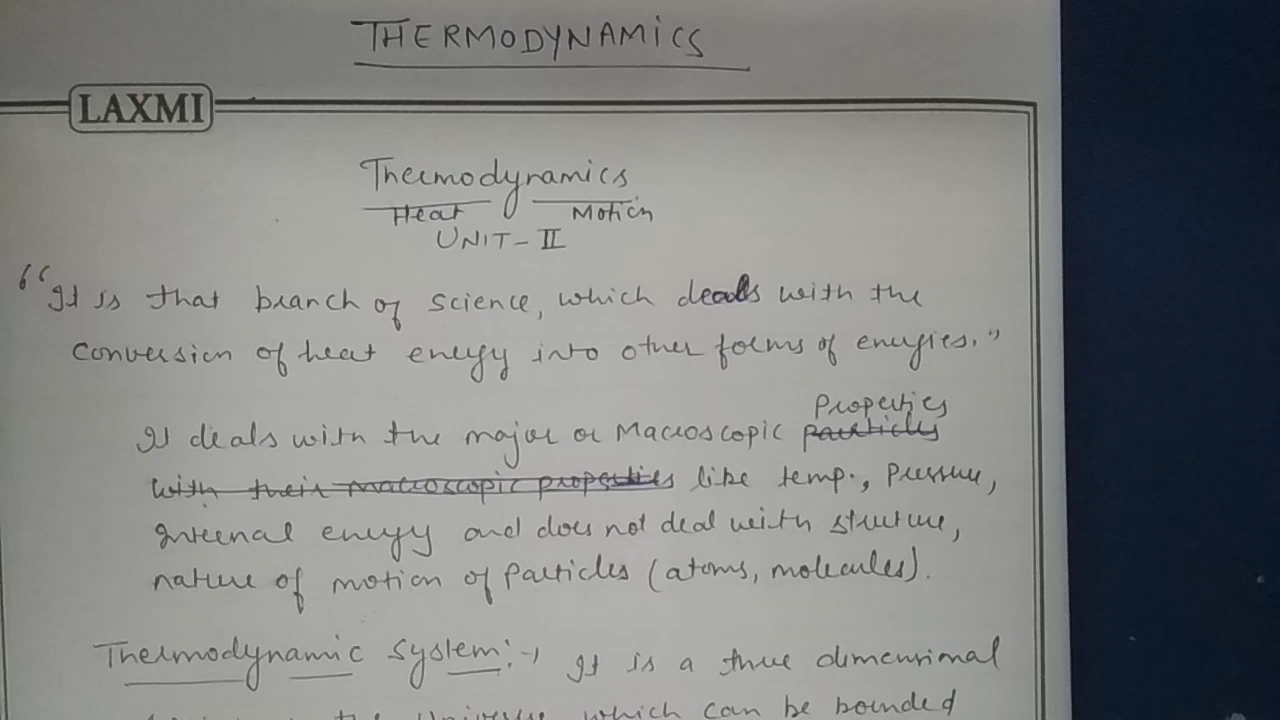 THERMODYNAMICS
LAXMI
Thermodynamics
Heat Motion
UNIT-II
"It is that branch of science, which deals with the
conversion of heat energy into other forms of energies."
Properties
It deals with the major or Macroscopic particles
with their macroscopic properties like temp., Pressure,
Internal energy and does not deal with structure,
nature of motion of Particles (atoms, molecules).
Thermodynamic System:→ It is a three dimensional
the Universe which can be bounded